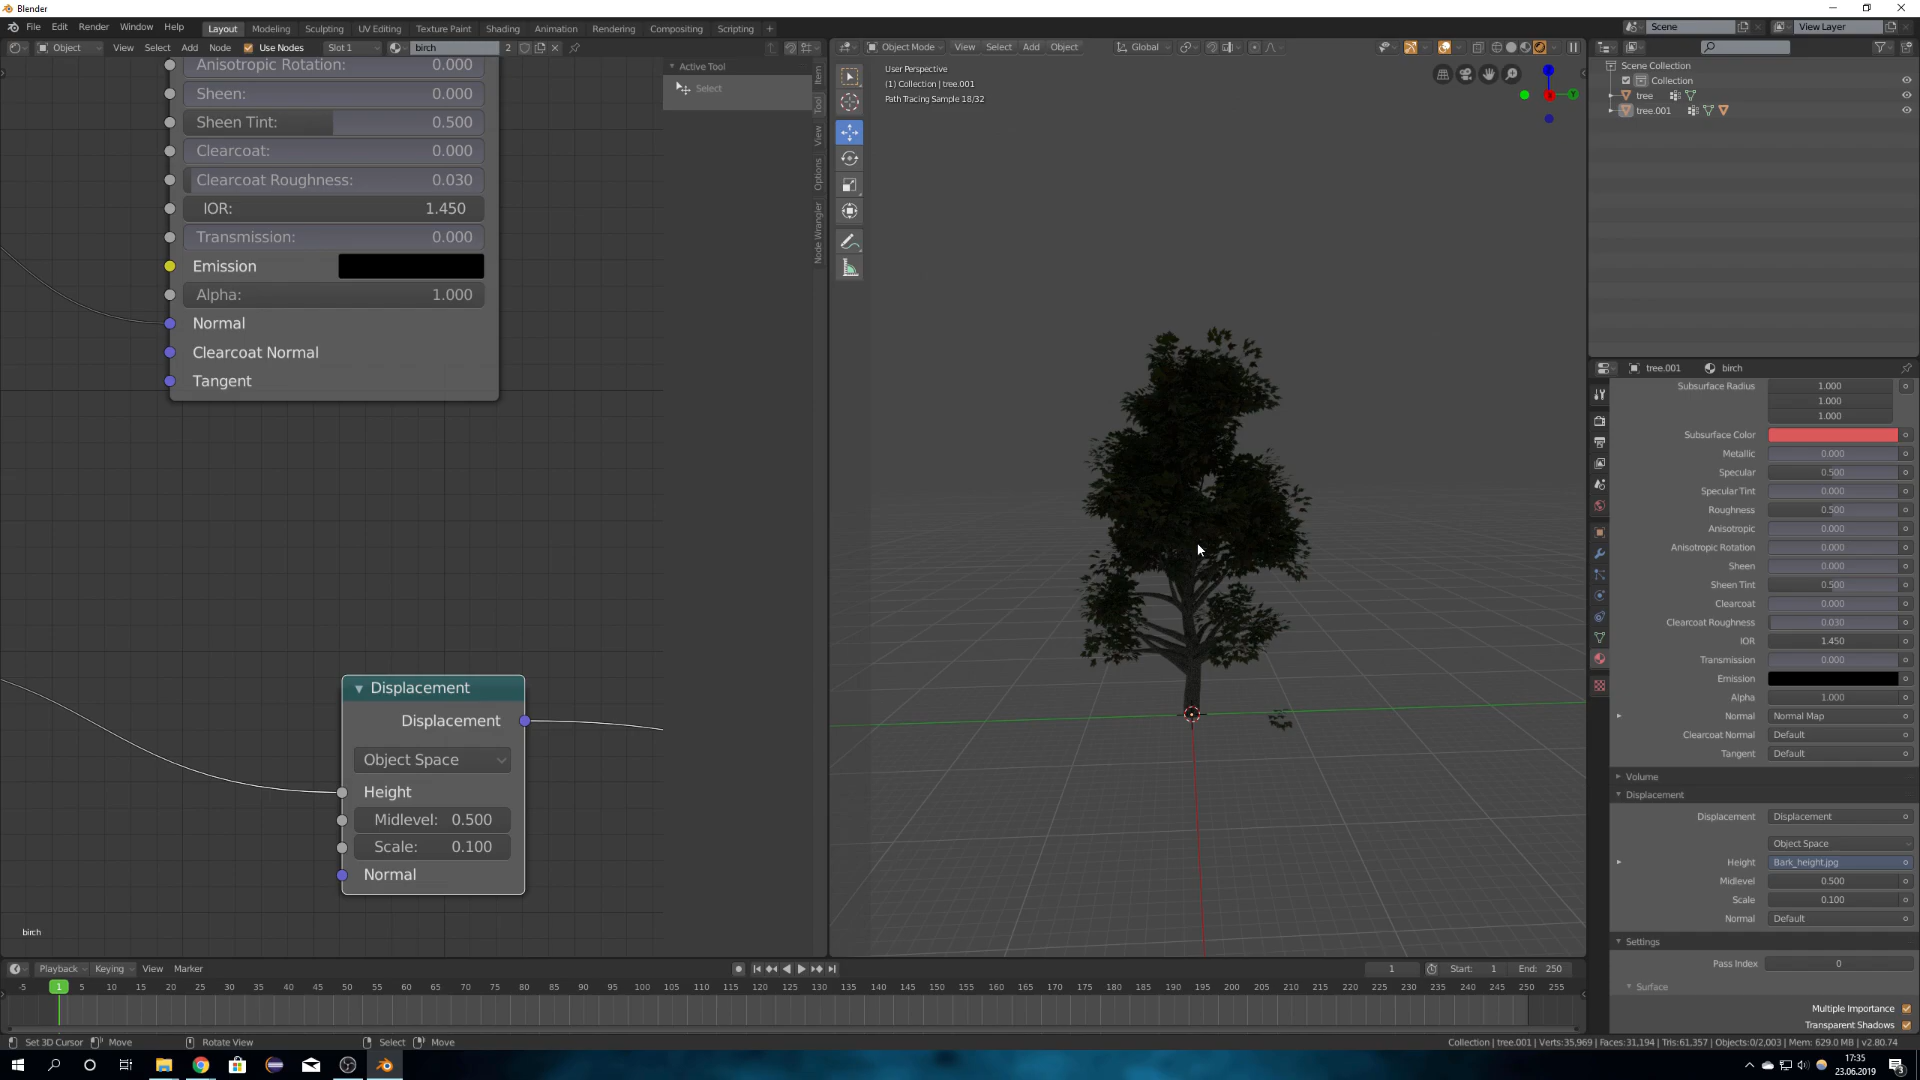 Blender
File Edit Render Window Help Layout Modeling Sculpting UV Editing Texture Paint Shading Animation Rendering Compositing Scripting + Scene View Layer
Object View Select Add Node Use Nodes Slot 1 birch 2
Object Mode View Select Add Object Global
Anisotropic Rotation: 0.000
Sheen: 0.000
Sheen Tint: 0.500
Clearcoat: 0.000
Clearcoat Roughness: 0.030
IOR: 1.450
Transmission: 0.000
Emission
Alpha: 1.000
Normal
Clearcoat Normal
Tangent
Displacement
Displacement
Object Space
Height
Midlevel: 0.500
Scale: 0.100
Normal
birch
Active Tool
Select
Item
Tool
View
Options
Node Wrangler
User Perspective
(1) Collection | tree.001
Path Tracing Sample 18/32
X
Y
Scene Collection
Collection
tree
tree.001
tree.001 birch
Subsurface Radius 1.000
1.000
1.000
Subsurface Color
Metallic 0.000
Specular 0.500
Specular Tint 0.000
Roughness 0.500
Anisotropic 0.000
Anisotropic Rotation 0.000
Sheen 0.000
Sheen Tint 0.500
Clearcoat 0.000
Clearcoat Roughness 0.030
IOR 1.450
Transmission 0.000
Emission
Alpha 1.000
Normal Normal Map
Clearcoat Normal Default
Tangent Default
Volume
Displacement
Displacement Displacement
Object Space
Height Bark_height.jpg
Midlevel 0.500
Scale 0.100
Normal Default
Settings
Pass Index 0
Surface
Multiple Importance
Transparent Shadows
Playback Keying View Marker 1 Start: 1 End: 250
-5 1 5 10 15 20 25 30 35 40 45 50 55 60 65 70 75 80 85 90 95 100 105 110 115 120 125 130 135 140 145 150 155 160 165 170 175 180 185 190 195 200 205 210 215 220 225 230 235 240 245 250 255
Set 3D Cursor Move Rotate View Select Move Collection | tree.001 | Verts:35,969 | Faces:31,194 | Tris:61,357 | Objects:0/2,003 | Mem: 629.0 MB | v2.80.74
17:35
23.06.2019
3